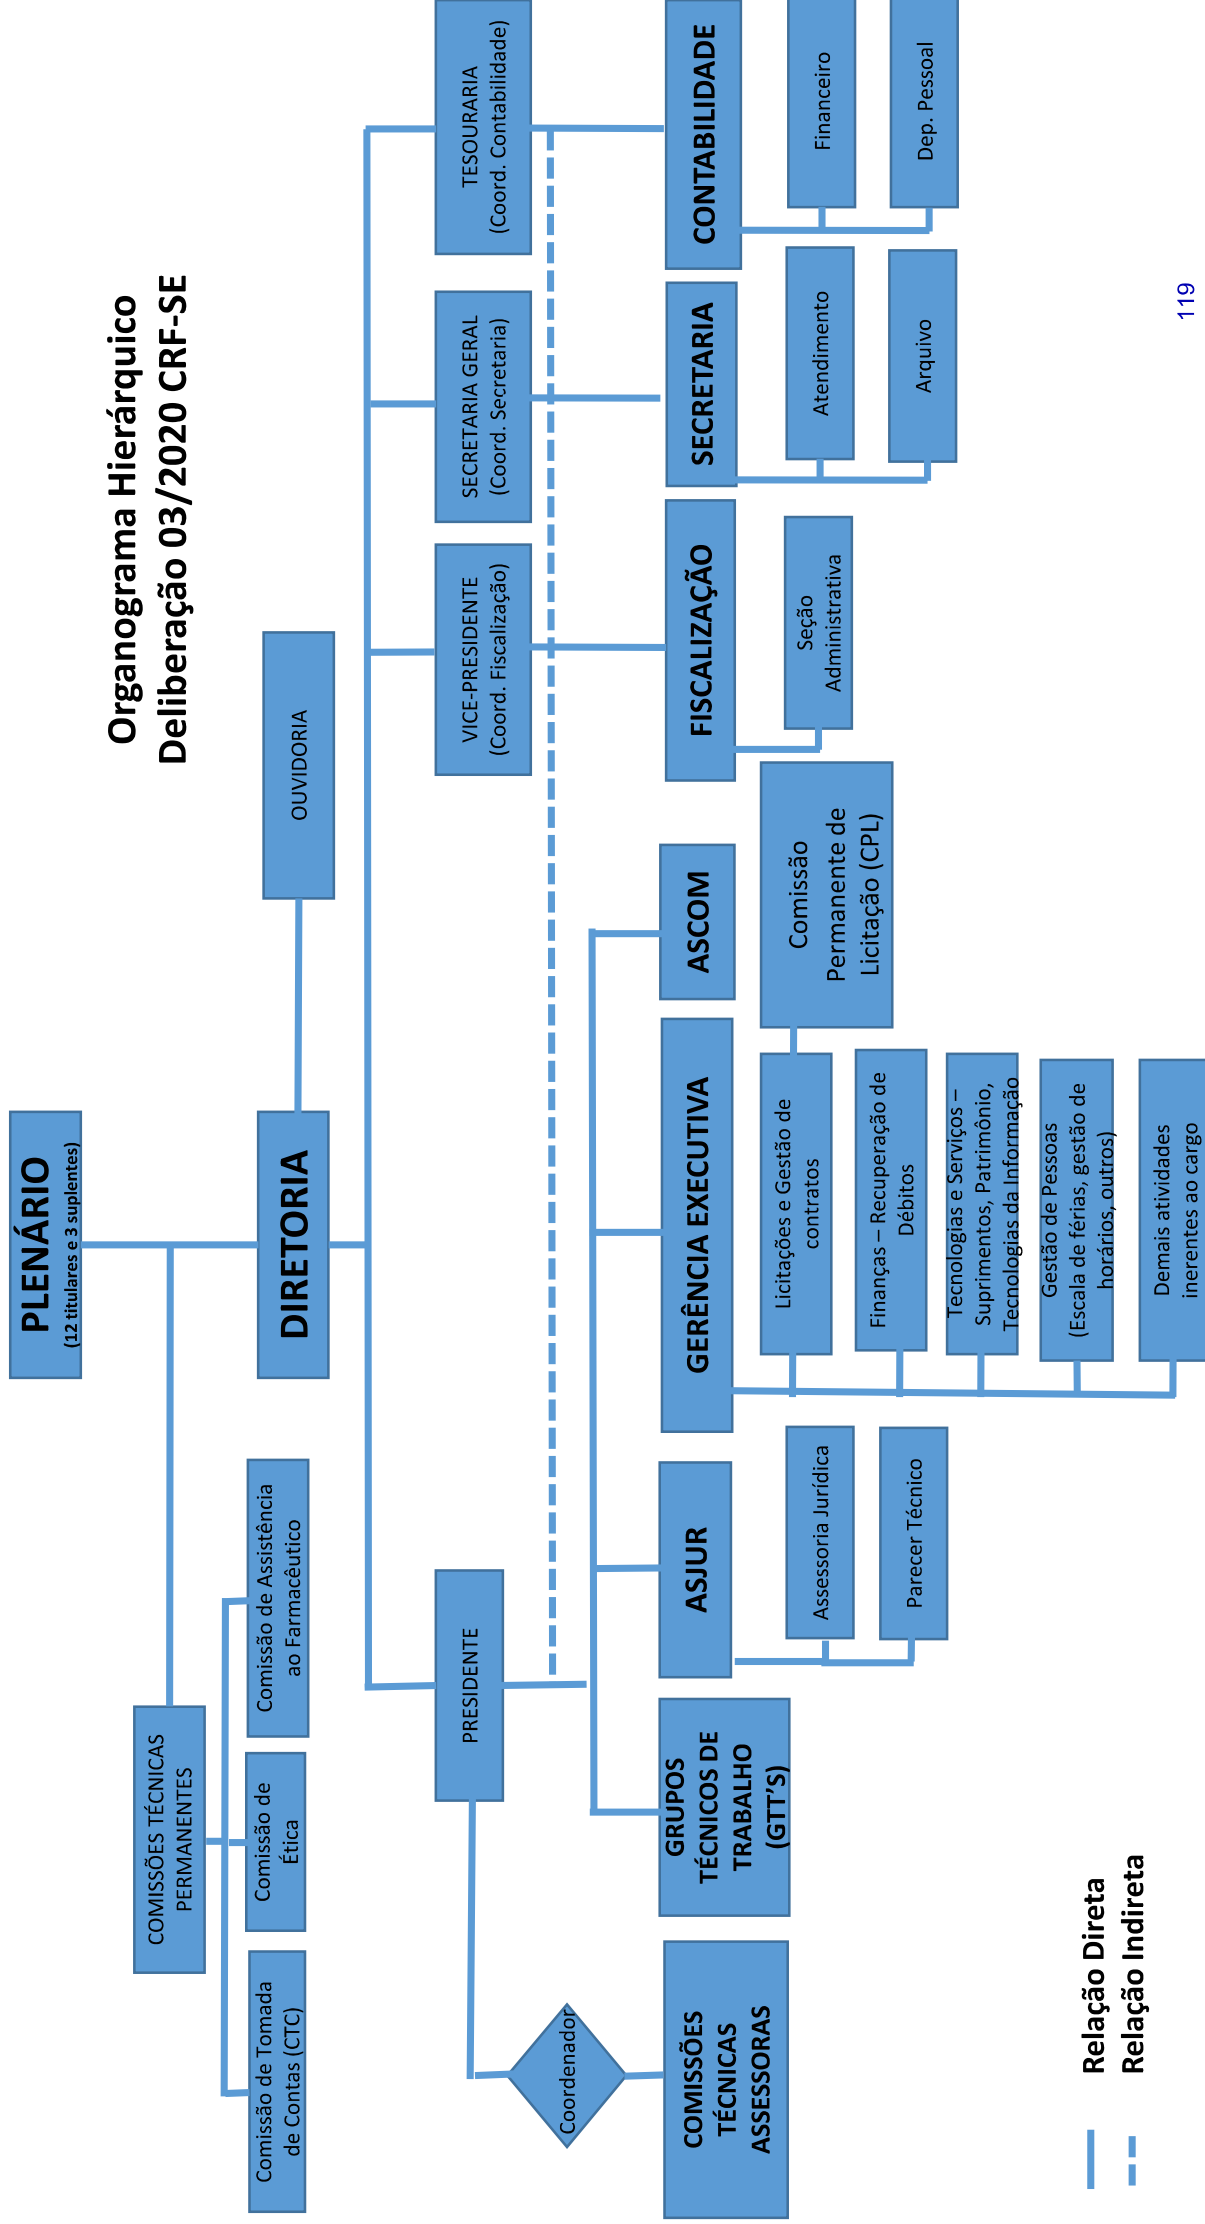 Organograma Hierárquico
Deliberação 03/2020 CRF-SE
PLENÁRIO
(12 titulares e 3 suplentes)
COMISSÕES TÉCNICAS
PERMANENTES
Comissão de Tomada
de Contas (CTC)
Comissão de
Ética
Comissão de Assistência
ao Farmacêutico
DIRETORIA
OUVIDORIA
PRESIDENTE
VICE-PRESIDENTE
(Coord. Fiscalização)
SECRETARIA GERAL
(Coord. Secretaria)
TESOURARIA
(Coord. Contabilidade)
Coordenador
COMISSÕES
TÉCNICAS
ASSESSORAS
GRUPOS
TÉCNICOS DE
TRABALHO
(GTT'S)
ASJUR
GERÊNCIA EXECUTIVA
ASCOM
FISCALIZAÇÃO
SECRETARIA
CONTABILIDADE
Assessoria Jurídica
Parecer Técnico
Licitações e Gestão de
contratos
Comissão
Permanente de
Licitação (CPL)
Finanças – Recuperação de
Débitos
Tecnologias e Serviços –
Suprimentos, Patrimônio,
Tecnologias da Informação
Gestão de Pessoas
(Escala de férias, gestão de
horários, outros)
Demais atividades
inerentes ao cargo
Seção
Administrativa
Atendimento
Arquivo
Financeiro
Dep. Pessoal
Relação Direta
Relação Indireta
119